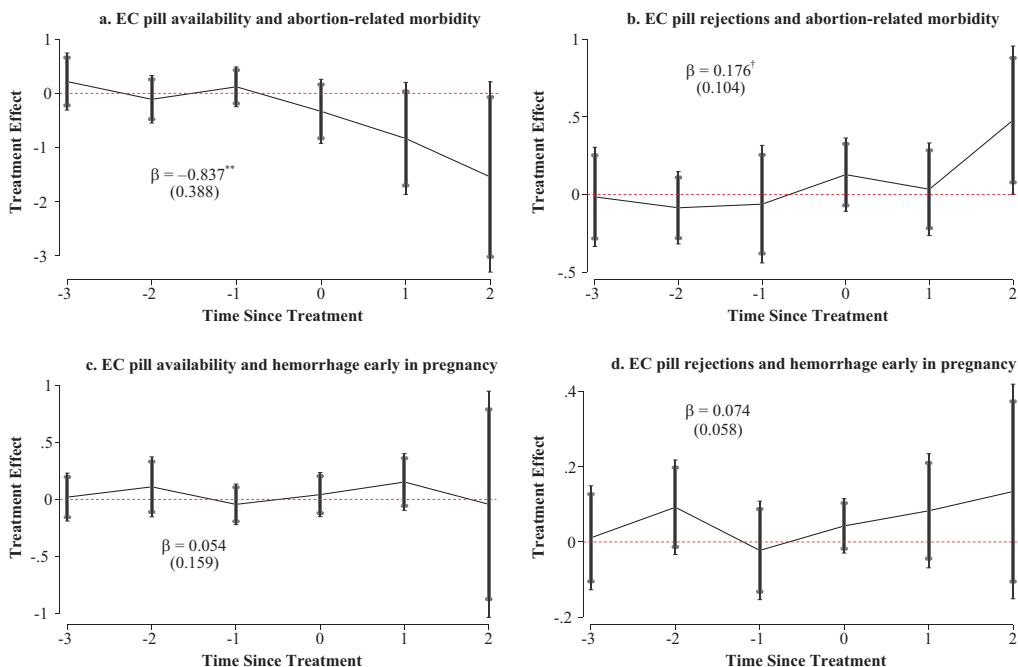 a. EC pill availability and abortion-related morbidity
1
0
-1
-2
-3
Treatment Effect
β = –0.837**
(0.388)
-3 -2 -1 0 1 2
Time Since Treatment
b. EC pill rejections and abortion-related morbidity
1
.5
0
-.5
Treatment Effect
β = 0.176†
(0.104)
-3 -2 -1 0 1 2
Time Since Treatment
c. EC pill availability and hemorrhage early in pregnancy
1
.5
0
-.5
-1
Treatment Effect
β = 0.054
(0.159)
-3 -2 -1 0 1 2
Time Since Treatment
d. EC pill rejections and hemorrhage early in pregnancy
.4
.2
0
-.2
Treatment Effect
β = 0.074
(0.058)
-3 -2 -1 0 1 2
Time Since Treatment